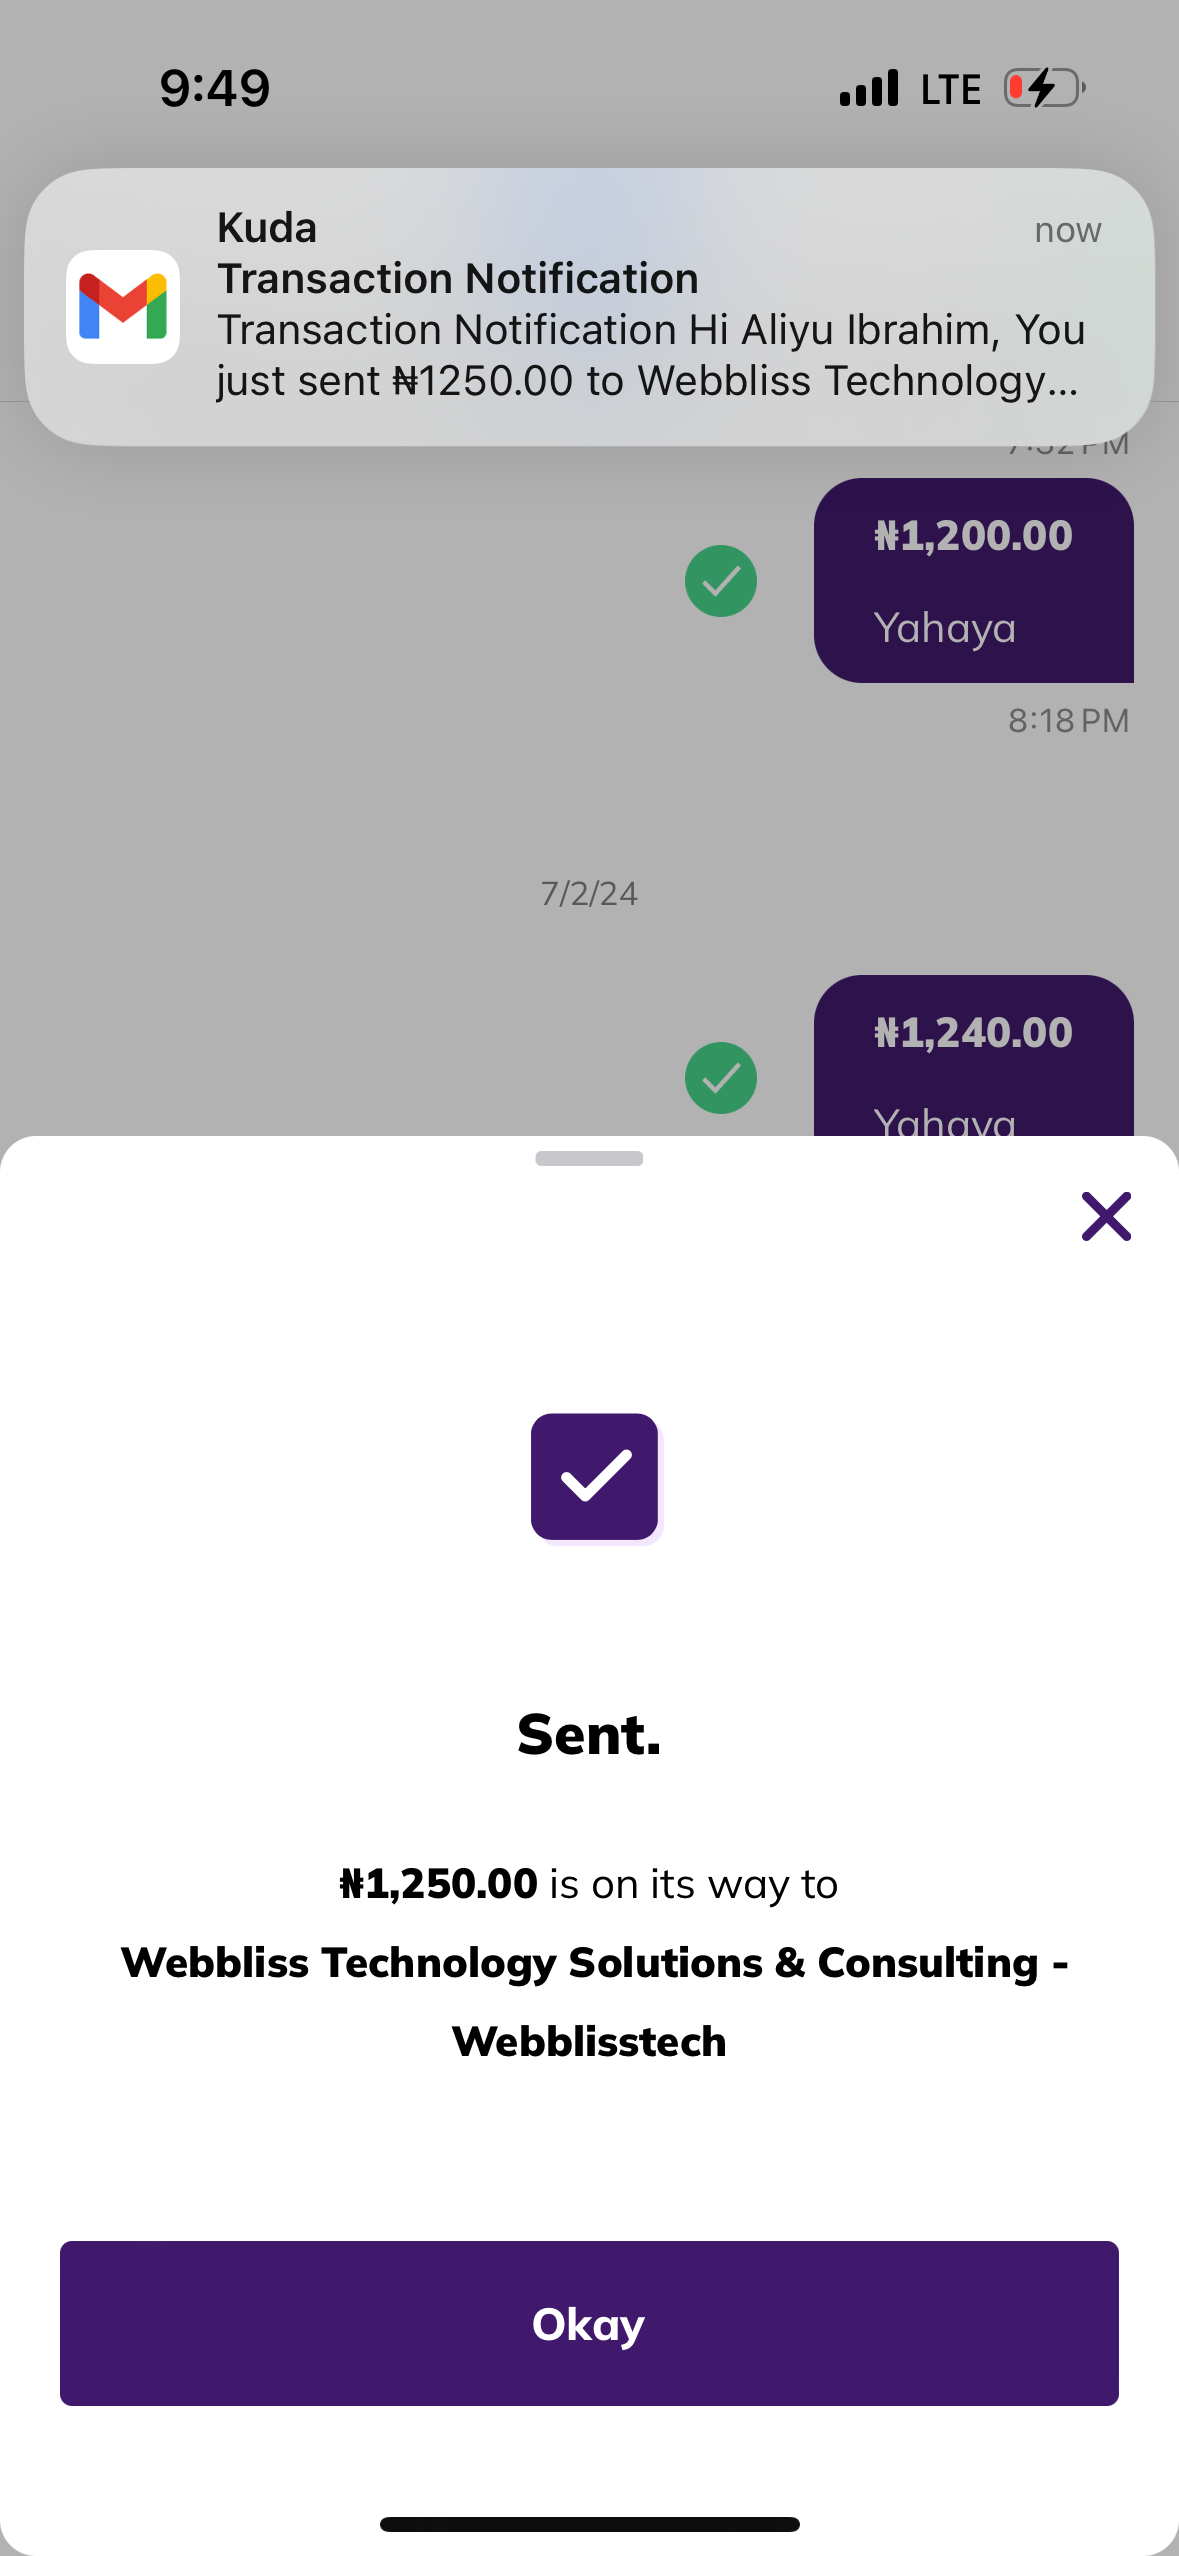 9:49
LTE
Kuda
now
Transaction Notification
Transaction Notification Hi Aliyu Ibrahim, You
just sent ₦1250.00 to Webbliss Technology...
7:32 PM
₦1,200.00
Yahaya
8:18 PM
7/2/24
₦1,240.00
Yahaya
Sent.
₦1,250.00 is on its way to
Webbliss Technology Solutions & Consulting -
Webblisstech
Okay